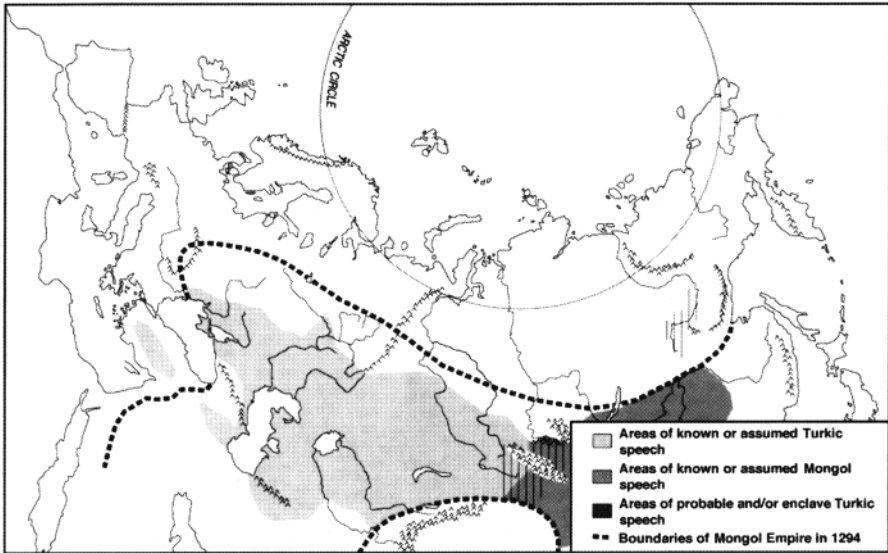 ARCTIC CIRCLE
Areas of known or assumed Turkic
speech
Areas of known or assumed Mongol
speech
Areas of probable and/or enclave Turkic
speech
Boundaries of Mongol Empire in 1294